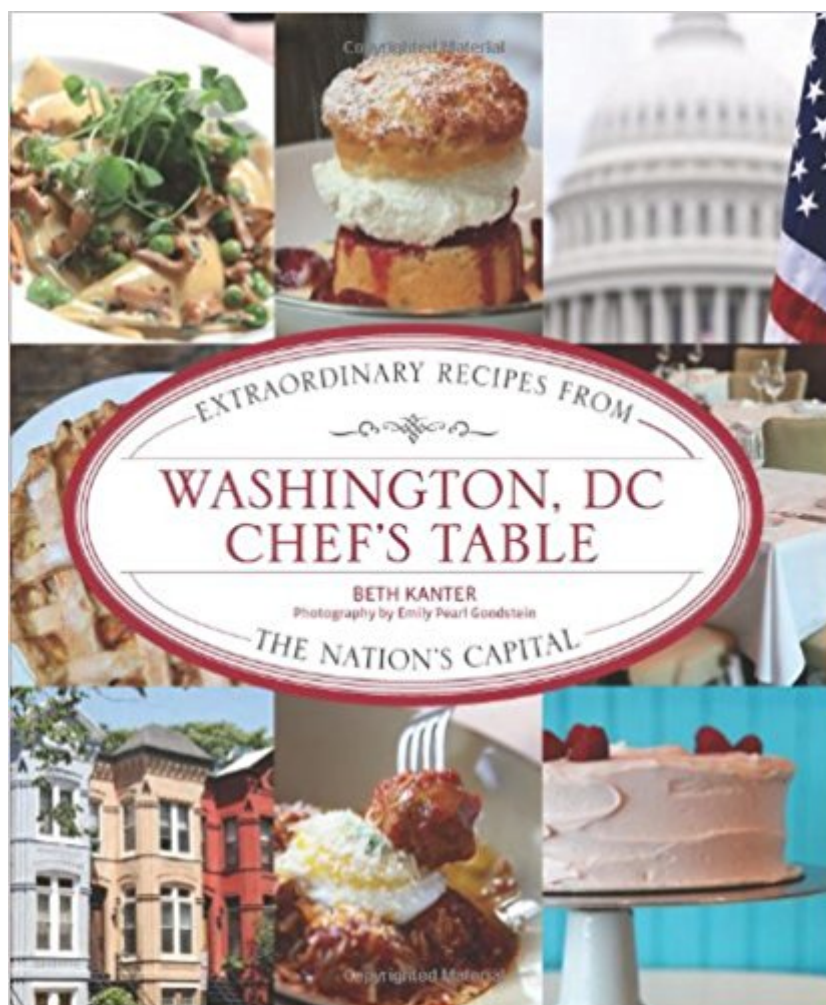 Copyrighted Material
EXTRAORDINARY RECIPES FROM
WASHINGTON, DC
CHEF'S TABLE
BETH KANTER
Photography by Emily Pearl Goodstein
THE NATION'S CAPITAL
Copyrighted Material